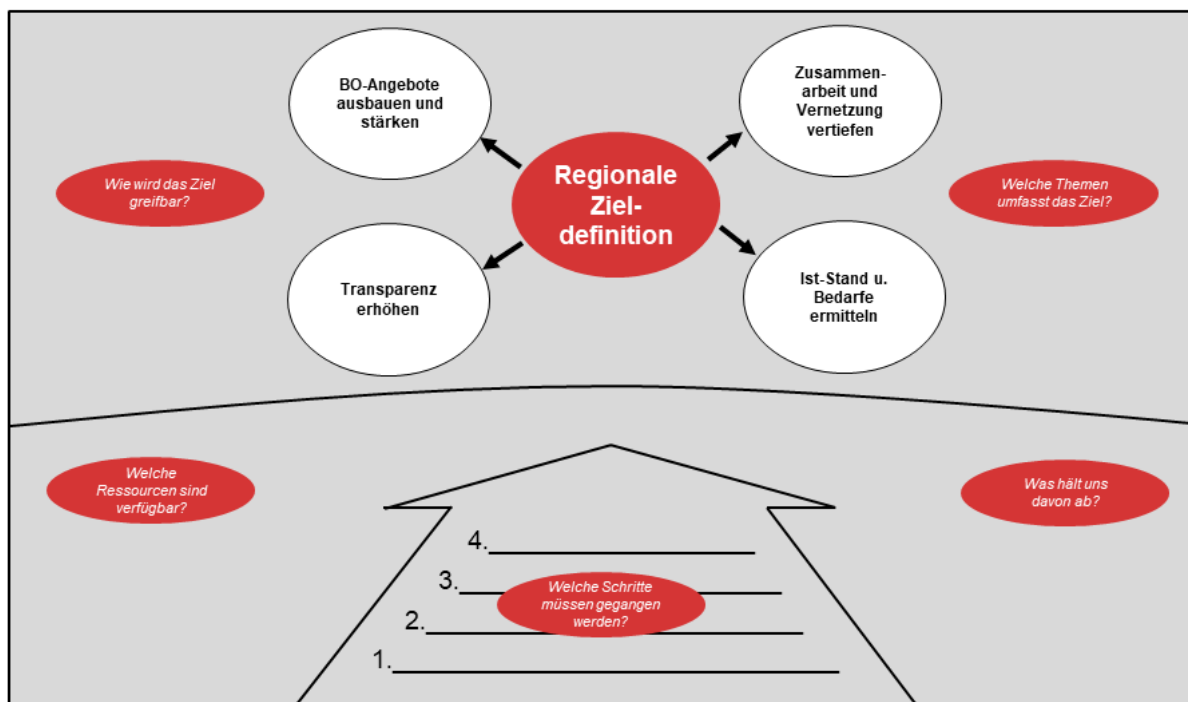 BO-Angebote
ausbauen und
stärken
Zusammen-
arbeit und
Vernetzung
vertiefen
Regionale
Ziel-
definition
Wie wird das Ziel
greifbar?
Welche Themen
umfasst das Ziel?
Transparenz
erhöhen
Ist-Stand u.
Bedarfe
ermitteln
Welche
Ressourcen sind
verfügbar?
Was hält uns
davon ab?
4.
3.
Welche Schritte
müssen gegangen
werden?
2.
1.